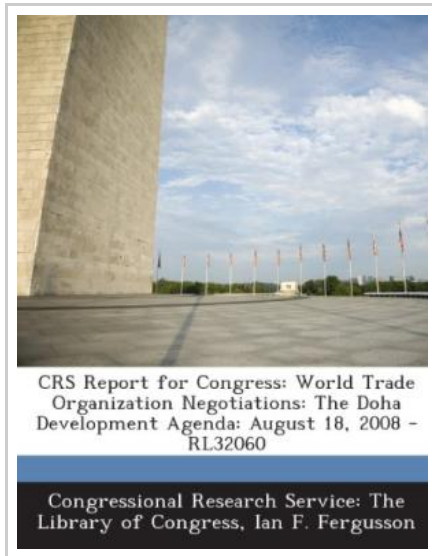 CRS Report for Congress: World Trade
Organization Negotiations: The Doha
Development Agenda: August 18, 2008 -
RL32060
Congressional Research Service: The
Library of Congress, Ian F. Fergusson